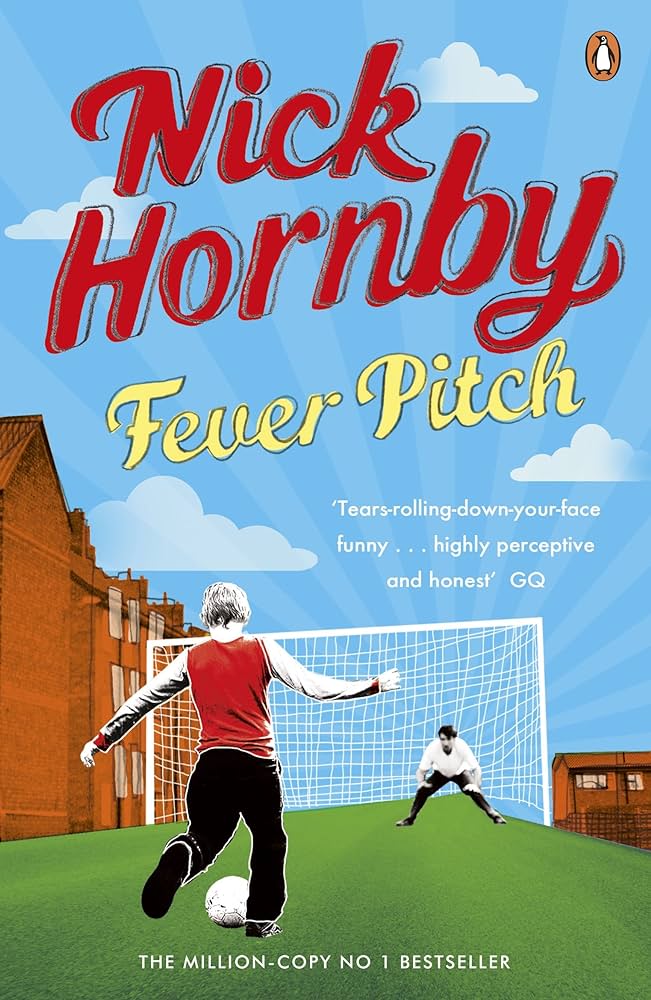 Nick
Hornby
Fever Pitch
‘Tears-rolling-down-your-face
funny . . . highly perceptive
and honest’ GQ
THE MILLION-COPY NO 1 BESTSELLER